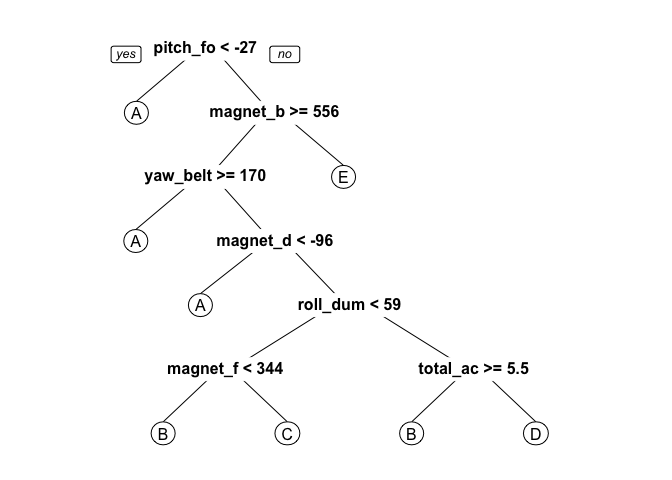 yes pitch_fo < -27 no
A magnet_b >= 556
yaw_belt >= 170 E
A magnet_d < -96
A roll_dum < 59
magnet_f < 344 total_ac >= 5.5
B C B D